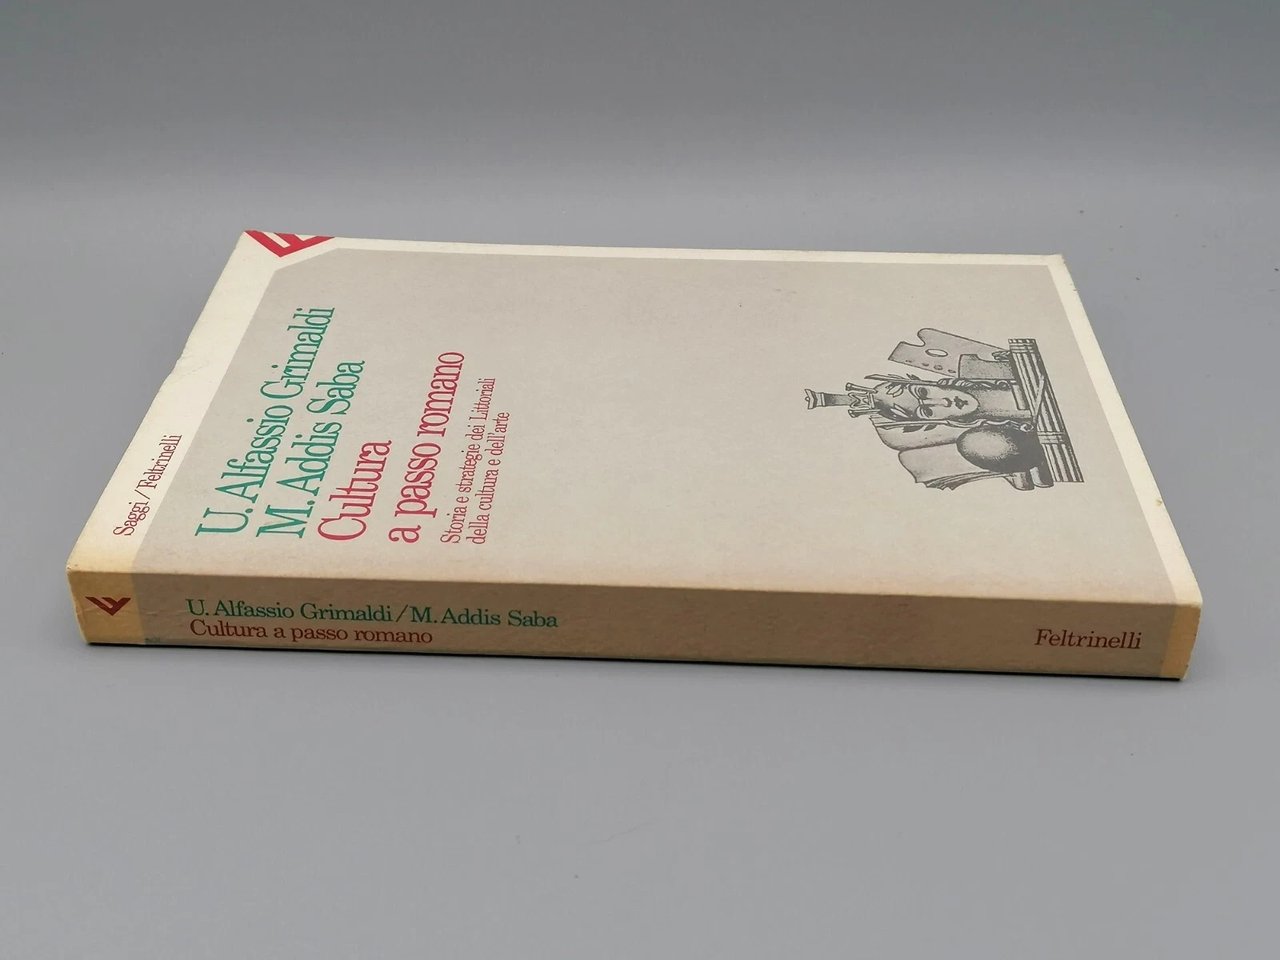 Saggi/Feltrinelli
U. Alfassio Grimaldi
M. Addis Saba
Cultura
a passo romano
Storia e strategie dei Littoriali
della cultura e dell'arte
U. Alfassio Grimaldi/M. Addis Saba
Cultura a passo romano
Feltrinelli